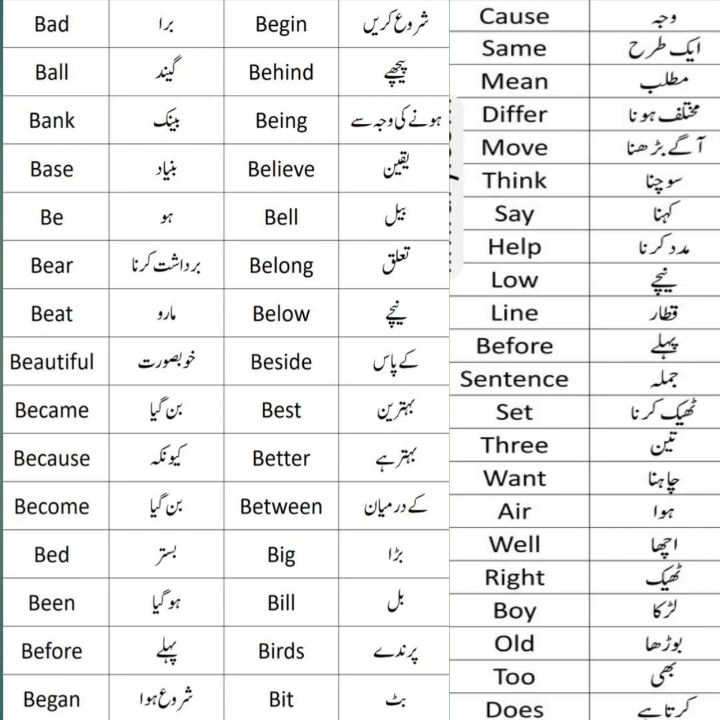 Bad برا Begin شروع کریں
Ball گیند Behind پیچھے
Bank بینک Being ہونے کی وجہ سے
Base بنیاد Believe یقین
Be ہو Bell بیل
Bear برداشت کرنا Belong تعلق
Beat مارو Below نیچے
Beautiful خوبصورت Beside کے پاس
Became بن گیا Best بہترین
Because کیونکہ Better بہتر ہے
Become بن گیا Between کے درمیان
Bed بستر Big بڑا
Been ہو گیا Bill بل
Before پہلے Birds پرندے
Began شروع ہوا Bit بٹ
Cause وجہ
Same ایک طرح
Mean مطلب
Differ مختلف ہونا
Move آگے بڑھنا
Think سوچنا
Say کہنا
Help مدد کرنا
Low نیچے
Line قطار
Before پہلے
Sentence جملہ
Set ٹھیک کرنا
Three تین
Want چاہنا
Air ہوا
Well اچھا
Right ٹھیک
Boy لڑکا
Old بوڑھا
Too بھی
Does کرتا ہے